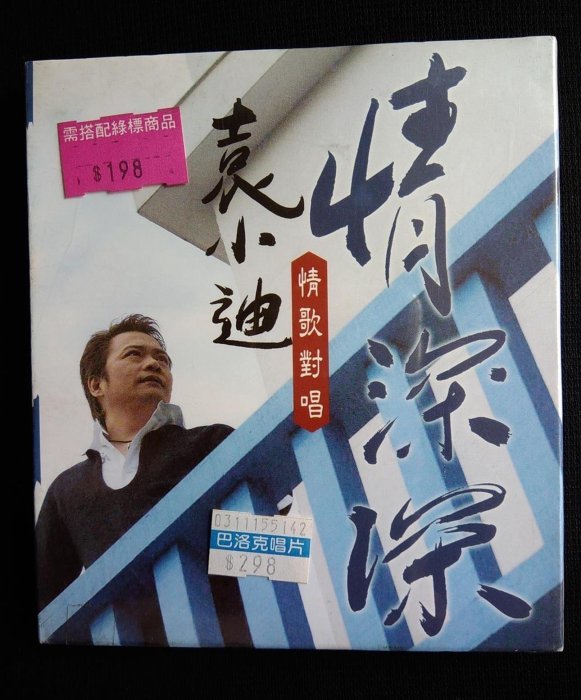 需搭配綠標商品
$198
袁小迪
情深深
情歌對唱
0311155142
巴洛克唱片
$298